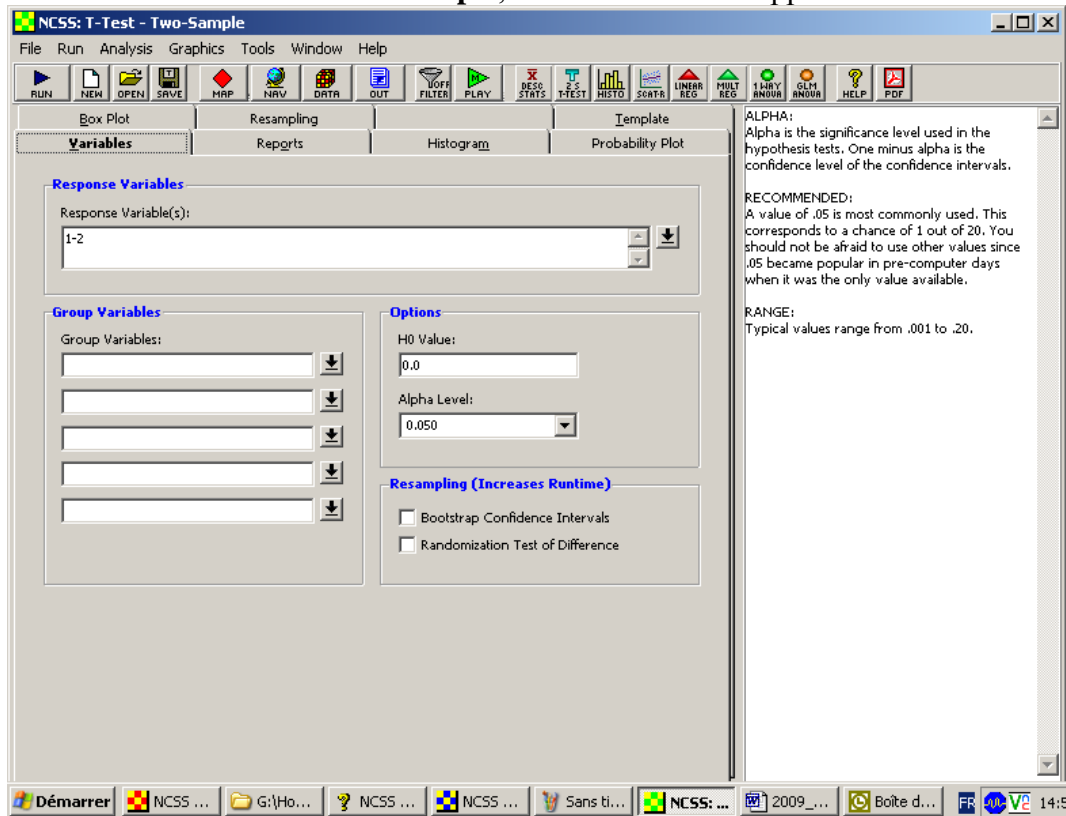 NCSS: T-Test - Two-Sample
File Run Analysis Graphics Tools Window Help
RUN NEW OPEN SAVE MAP NAV DATA OUT OFF FILTER PLAY X DESC STATS T 2 S T-TEST HISTO SCAT-R LINEAR REG MULT REG 1 WAY ANOVA GLM ANOVA HELP PDF
Box Plot Resampling Template
Variables Reports Histogram Probability Plot
Response Variables
Response Variable(s):
1-2
Group Variables
Group Variables:
Options
H0 Value:
0.0
Alpha Level:
0.050
Resampling (Increases Runtime)
Bootstrap Confidence Intervals
Randomization Test of Difference
ALPHA:
Alpha is the significance level used in the
hypothesis tests. One minus alpha is the
confidence level of the confidence intervals.
RECOMMENDED:
A value of .05 is most commonly used. This
corresponds to a chance of 1 out of 20. You
should not be afraid to use other values since
.05 became popular in pre-computer days
when it was the only value available.
RANGE:
Typical values range from .001 to .20.
Démarrer NCSS ... G:\Ho... NCSS ... NCSS ... Sans ti... NCSS: ... 2009_... Boîte d... FR 14:5